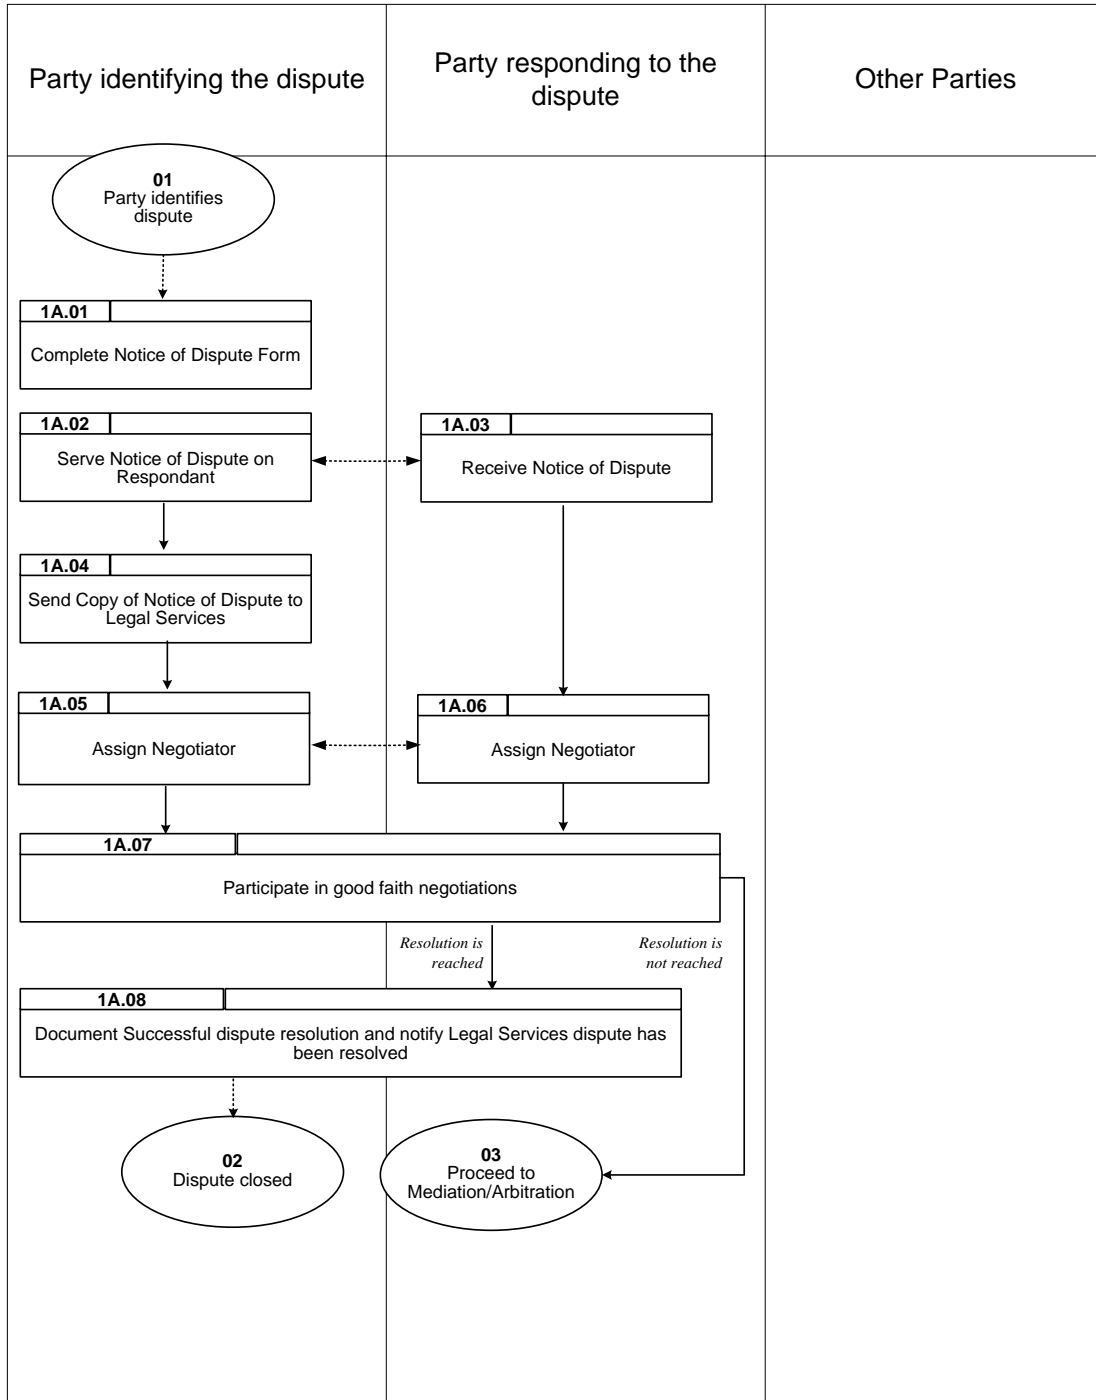 Party identifying the dispute
Party responding to the
dispute
Other Parties
01
Party identifies
dispute
1A.01
Complete Notice of Dispute Form
1A.02
Serve Notice of Dispute on
Respondant
1A.03
Receive Notice of Dispute
1A.04
Send Copy of Notice of Dispute to
Legal Services
1A.05
Assign Negotiator
1A.06
Assign Negotiator
1A.07
Participate in good faith negotiations
Resolution is
reached
Resolution is
not reached
1A.08
Document Successful dispute resolution and notify Legal Services dispute has
been resolved
02
Dispute closed
03
Proceed to
Mediation/Arbitration